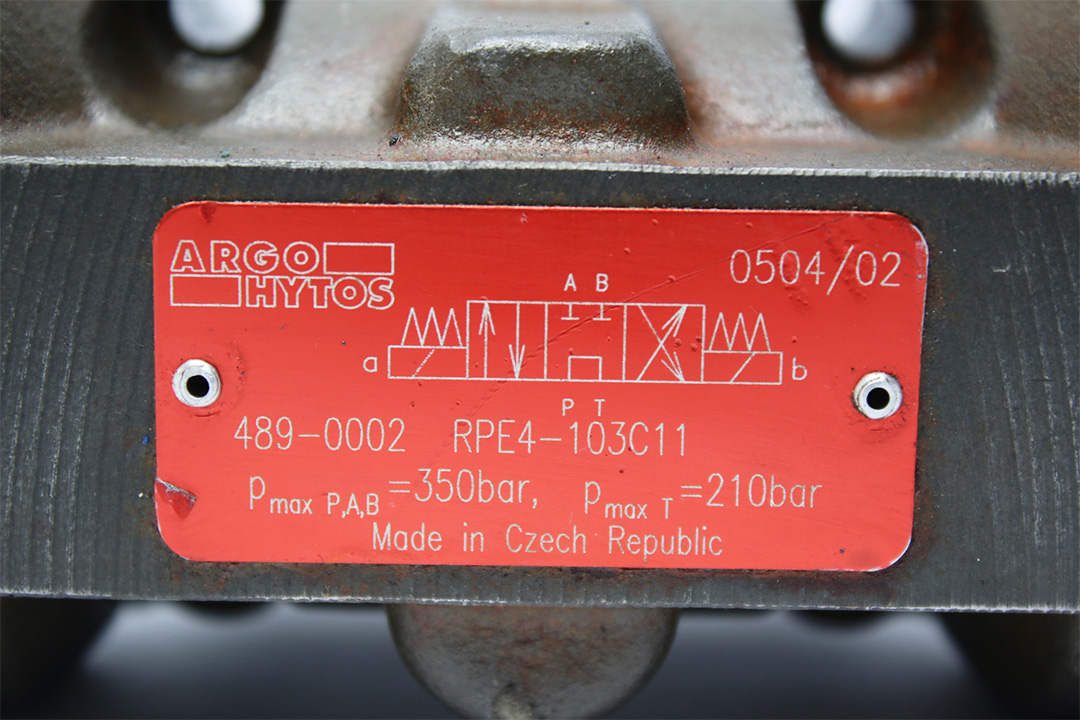 ARGO
HYTOS
0504/02
A B
a
b
P T
489-0002 RPE4-103C11
pmax P,A,B =350bar, pmax T =210bar
Made in Czech Republic